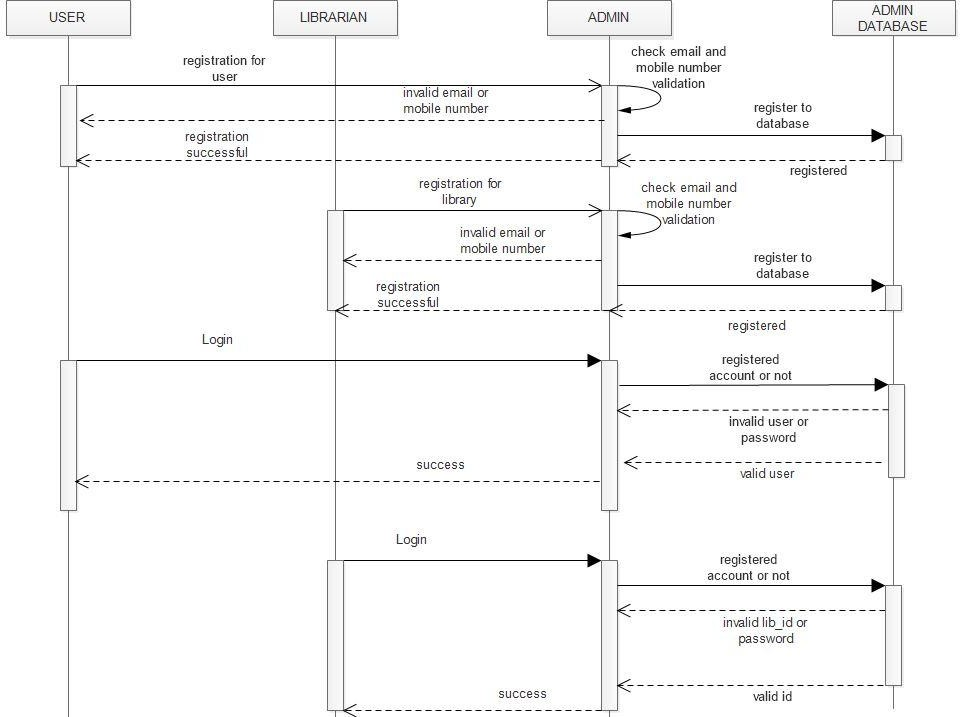 USER
LIBRARIAN
ADMIN
ADMIN
DATABASE
registration for
user
check email and
mobile number
validation
invalid email or
mobile number
register to
database
registration
successful
registered
registration for
library
check email and
mobile number
validation
invalid email or
mobile number
register to
database
registration
successful
registered
Login
registered
account or not
invalid user or
password
success
valid user
Login
registered
account or not
invalid lib_id or
password
success
valid id